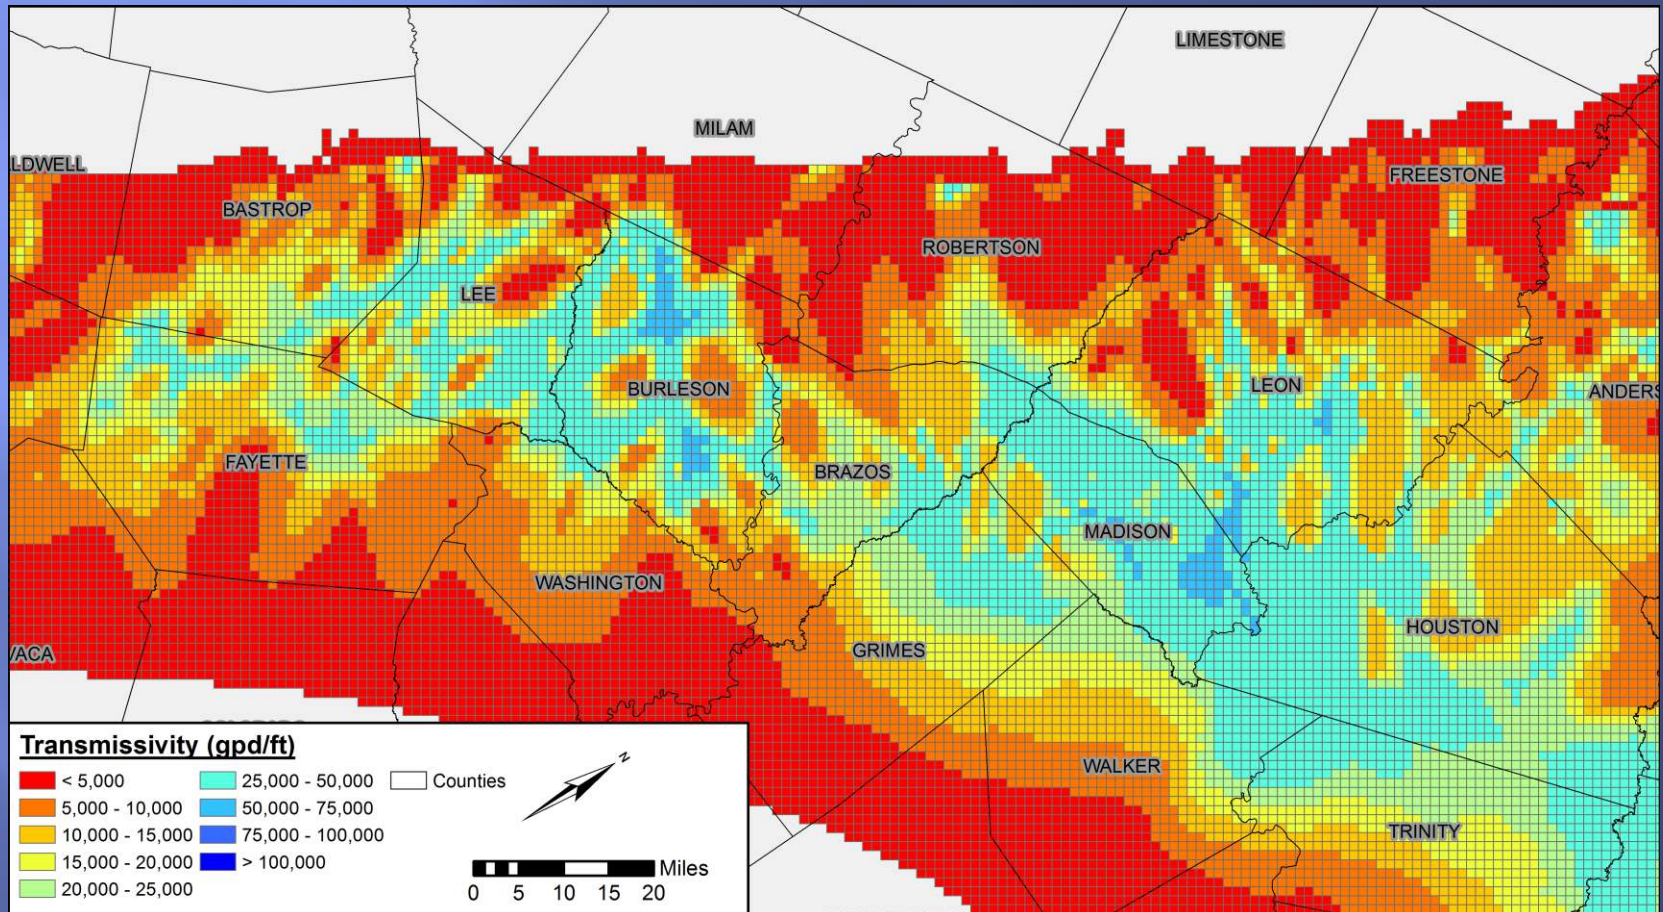 LIMESTONE
MILAM
LDWELL
FREESTONE
BASTROP
ROBERTSON
LEE
BURLESON
LEON
ANDERS
FAYETTE
BRAZOS
MADISON
WASHINGTON
HOUSTON
GRIMES
VACA
WALKER
TRINITY
Transmissivity (gpd/ft)
< 5,000
5,000 - 10,000
10,000 - 15,000
15,000 - 20,000
20,000 - 25,000
25,000 - 50,000
50,000 - 75,000
75,000 - 100,000
> 100,000
Counties
N
Miles
0 5 10 15 20